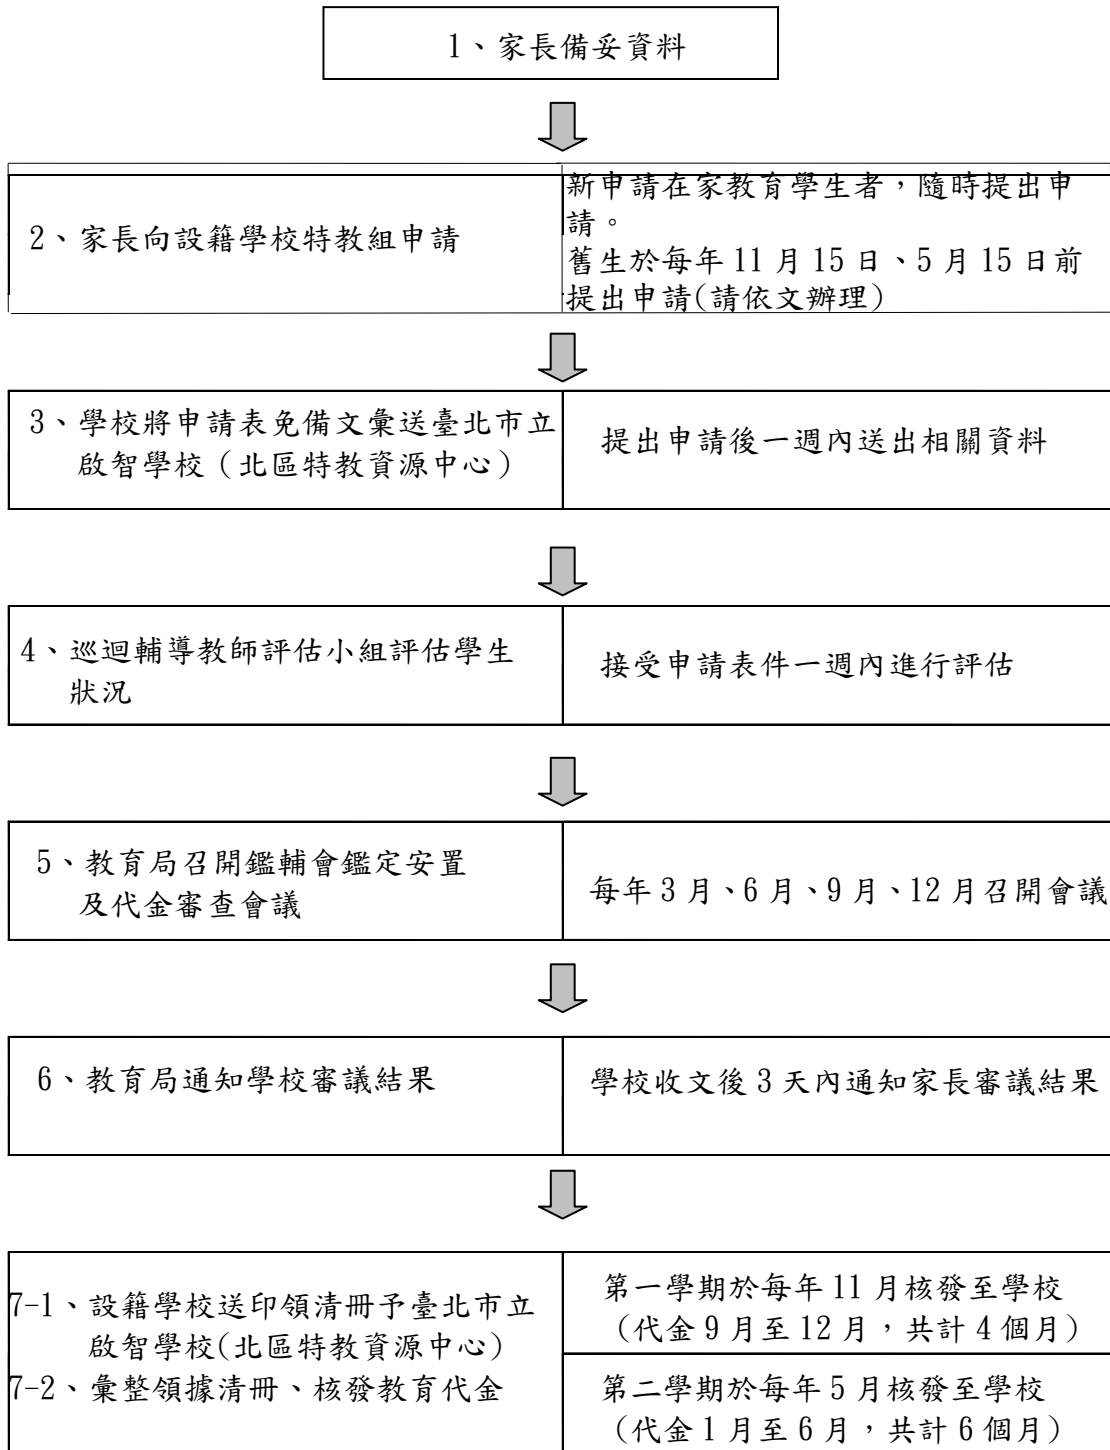 1、家長備妥資料
2、家長向設籍學校特教組申請
新申請在家教育學生者，隨時提出申
請。
舊生於每年 11 月 15 日、5 月 15 日前
提出申請(請依文辦理)
3、學校將申請表免備文彙送臺北市立
啟智學校（北區特教資源中心）
提出申請後一週內送出相關資料
4、巡迴輔導教師評估小組評估學生
狀況
接受申請表件一週內進行評估
5、教育局召開鑑輔會鑑定安置
及代金審查會議
每年 3 月、6 月、9 月、12 月召開會議
6、教育局通知學校審議結果
學校收文後 3 天內通知家長審議結果
7-1、設籍學校送印領清冊予臺北市立
啟智學校(北區特教資源中心)
7-2、彙整領據清冊、核發教育代金
第一學期於每年 11 月核發至學校
（代金 9 月至 12 月，共計 4 個月）
第二學期於每年 5 月核發至學校
（代金 1 月至 6 月，共計 6 個月）